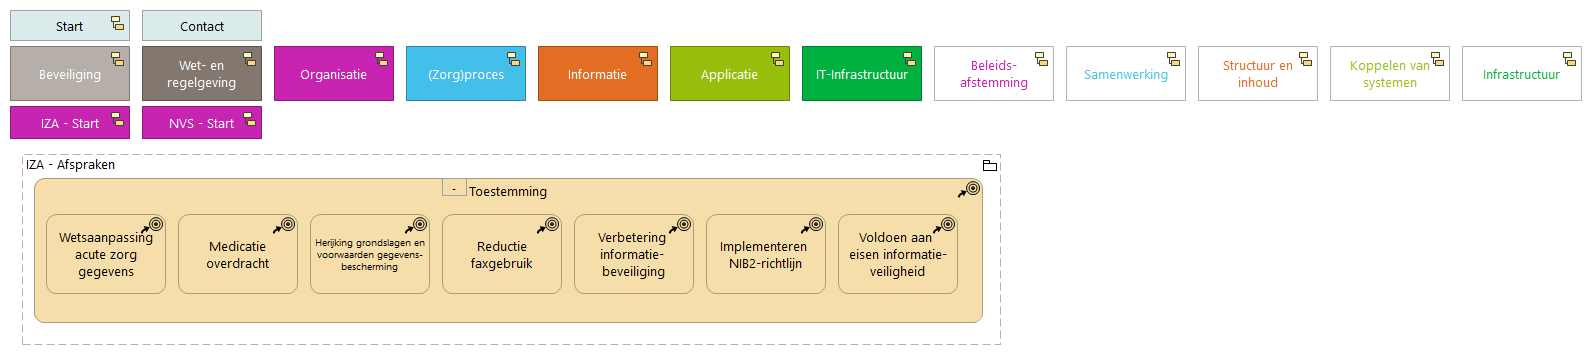 Start
Contact
Beveiliging
Wet- en
regelgeving
Organisatie
(Zorg)proces
Informatie
Applicatie
IT-Infrastructuur
Beleids-
afstemming
Samenwerking
Structuur en
inhoud
Koppelen van
systemen
Infrastructuur
IZA - Start
NVS - Start
IZA - Afspraken
- Toestemming
Wetsaanpassing
acute zorg
gegevens
Medicatie
overdracht
Herijking grondslagen en
voorwaarden gegevens-
bescherming
Reductie
faxgebruik
Verbetering
informatie-
beveiliging
Implementeren
NIB2-richtlijn
Voldoen aan
eisen informatie-
veiligheid